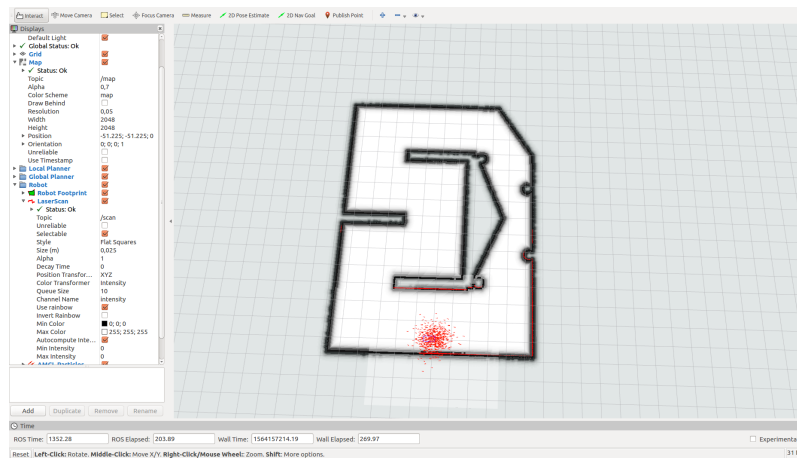 Interact Move Camera Select Focus Camera Measure 2D Pose Estimate 2D Nav Goal Publish Point
Displays
Default Light
Global Status: Ok
Grid
Map
Status: Ok
Topic /map
Alpha 0,7
Color Scheme map
Draw Behind
Resolution 0,05
Width 2048
Height 2048
Position -51.225; -51.225; 0
Orientation 0; 0; 0; 1
Unreliable
Use Timestamp
Local Planner
Global Planner
Robot
Robot Footprint
LaserScan
Status: Ok
Topic /scan
Unreliable
Selectable
Style Flat Squares
Size (m) 0,025
Alpha 1
Decay Time 0
Position Transfor... XYZ
Color Transformer Intensity
Queue Size 10
Channel Name intensity
Use rainbow
Invert Rainbow
Min Color 0; 0; 0
Max Color 255; 255; 255
Autocompute Inte...
Min Intensity 0
Max Intensity 0
AMCL Particles
Add Duplicate Remove Rename
Time
ROS Time: 1352.28 ROS Elapsed: 203.89 Wall Time: 1564157214.19 Wall Elapsed: 269.97 Experimenta
Reset Left-Click: Rotate. Middle-Click: Move X/Y. Right-Click/Mouse Wheel: Zoom. Shift: More options. 31